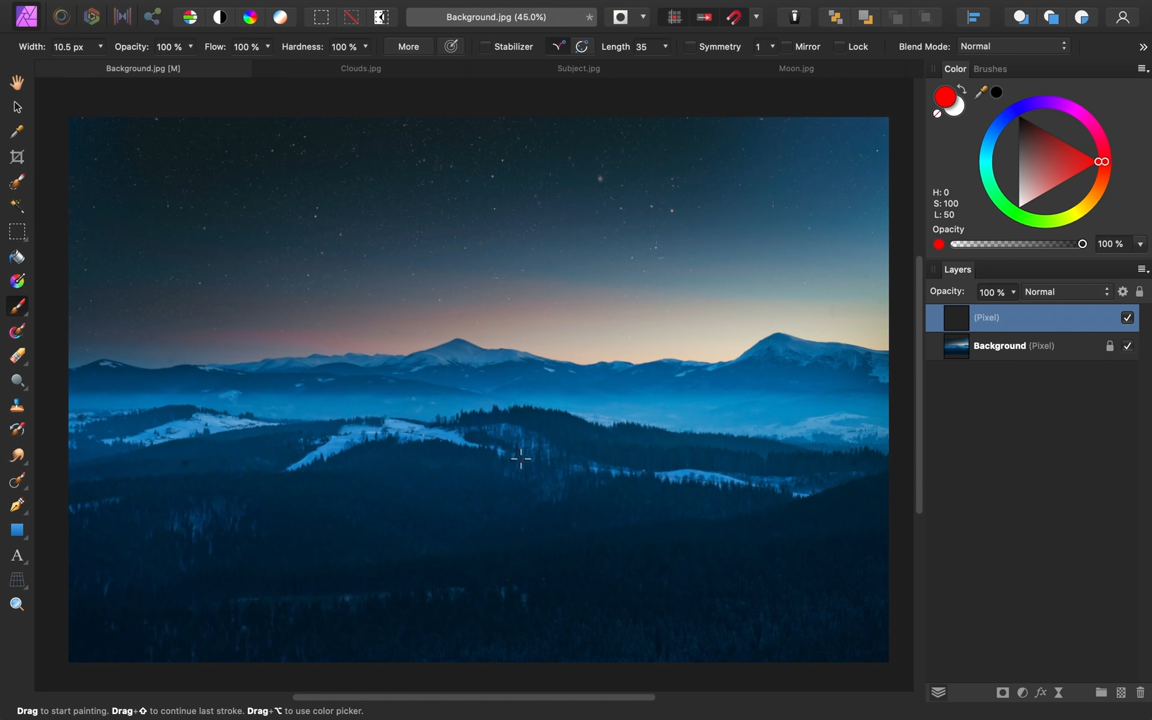 Background.jpg (45.0%)
Width: 10.5 px Opacity: 100 % Flow: 100 % Hardness: 100 % More Stabilizer Length 35 Symmetry 1 Mirror Lock Blend Mode: Normal
Background.jpg [M] Clouds.jpg Subject.jpg Moon.jpg
Color Brushes
H: 0
S: 100
L: 50
Opacity
100 %
Layers
Opacity: 100 % Normal
(Pixel)
Background (Pixel)
A
fx
Drag to start painting. Drag+⇧ to continue last stroke. Drag+⌥ to use color picker.